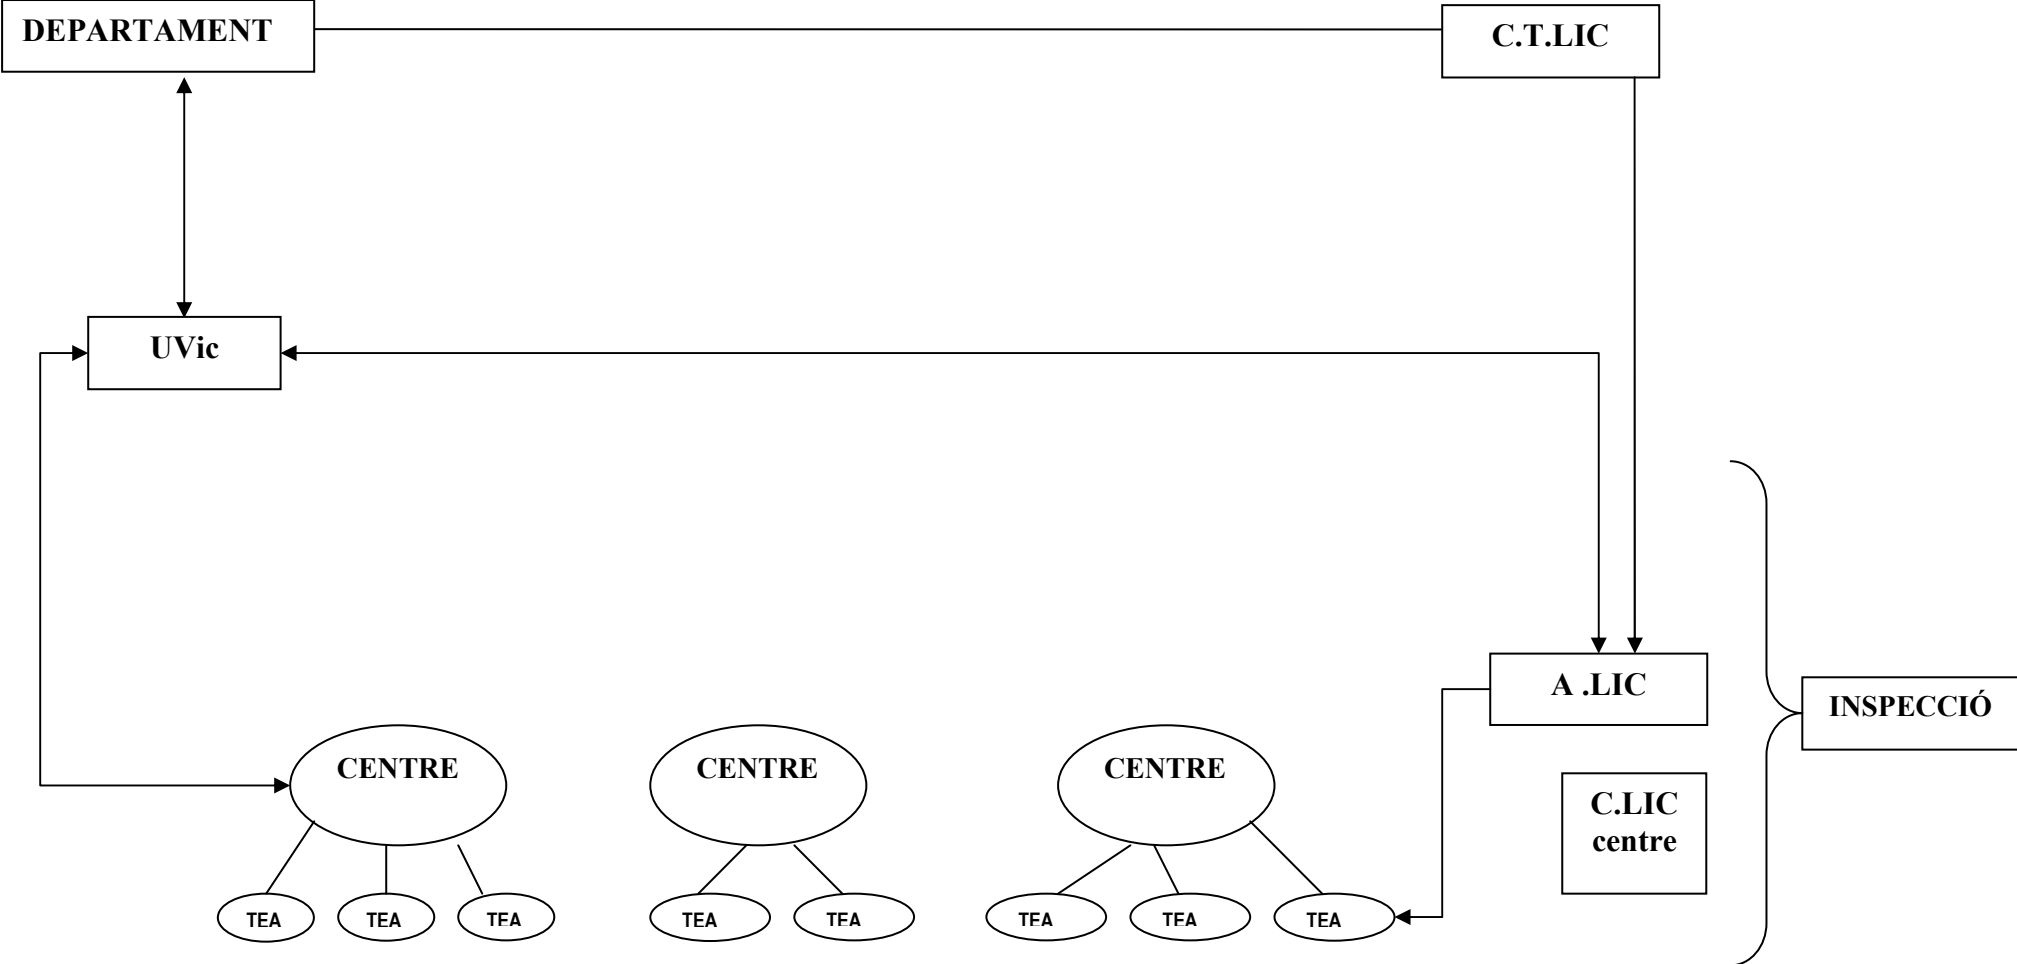 DEPARTAMENT
C.T.LIC
UVic
A .LIC
INSPECCIÓ
CENTRE
CENTRE
CENTRE
C.LIC
centre
TEA
TEA
TEA
TEA
TEA
TEA
TEA
TEA